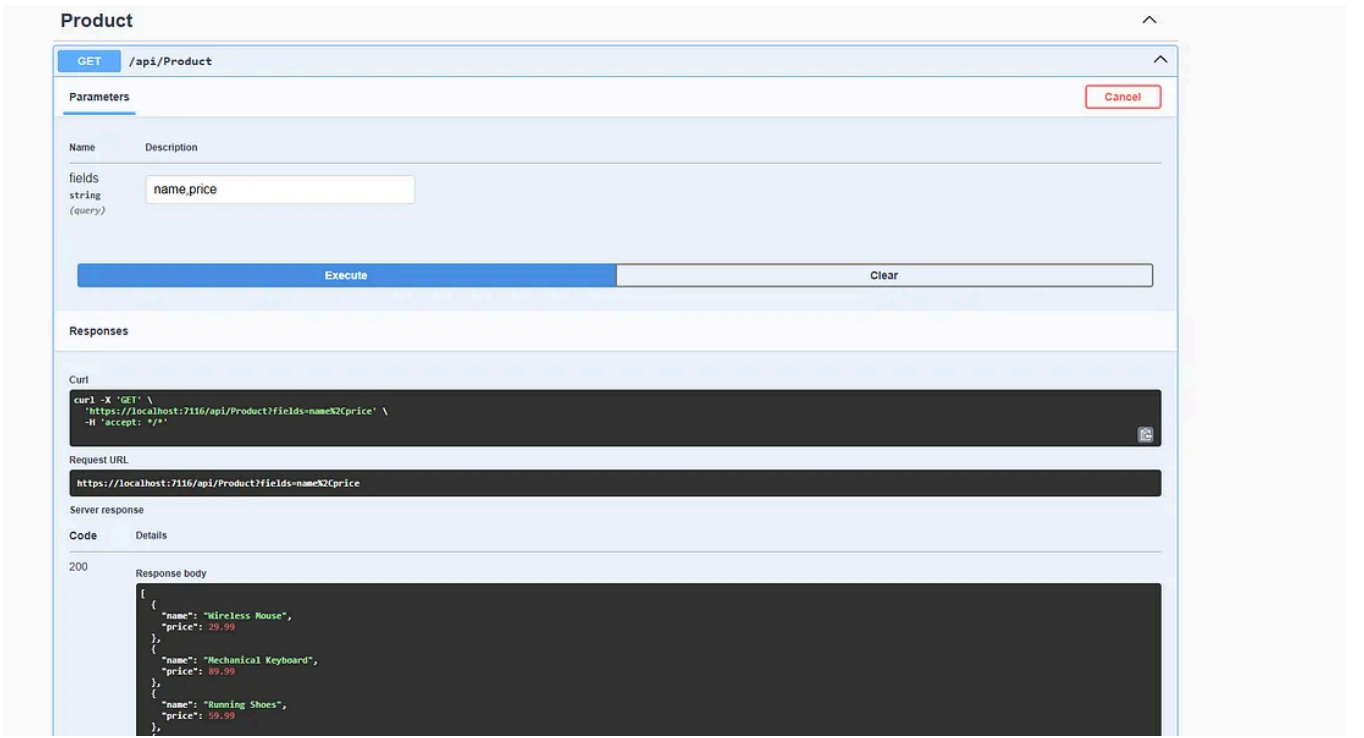 Product
GET /api/Product
Parameters
Cancel
Name Description
fields
string
(query)
name,price
Execute Clear
Responses
Curl
curl -X 'GET' \
'https://localhost:7116/api/Product?fields=name%2Cprice' \
-H 'accept: */*'
Request URL
https://localhost:7116/api/Product?fields=name%2Cprice
Server response
Code Details
200
Response body
[
{
"name": "Wireless Mouse",
"price": 29.99
},
{
"name": "Mechanical Keyboard",
"price": 89.99
},
{
"name": "Running Shoes",
"price": 59.99
},
{